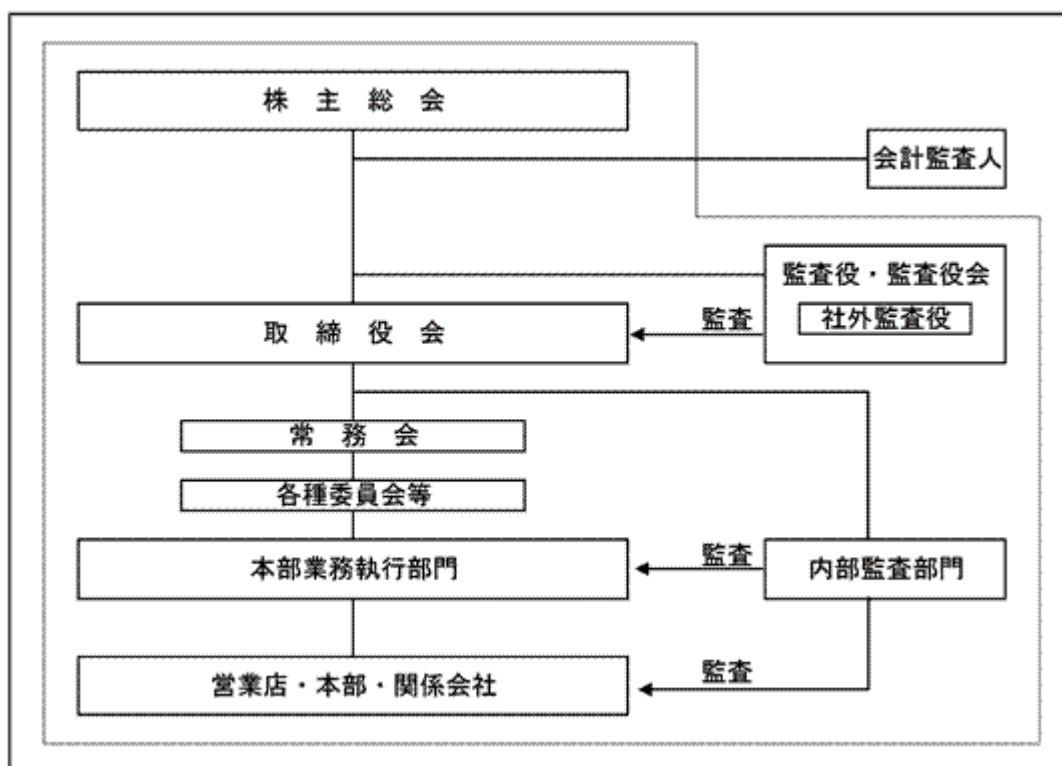 株主総会
会計監査人
監査役・監査役会
社外監査役
監査
取締役会
常務会
各種委員会等
本部業務執行部門
監査
内部監査部門
営業店・本部・関係会社
監査